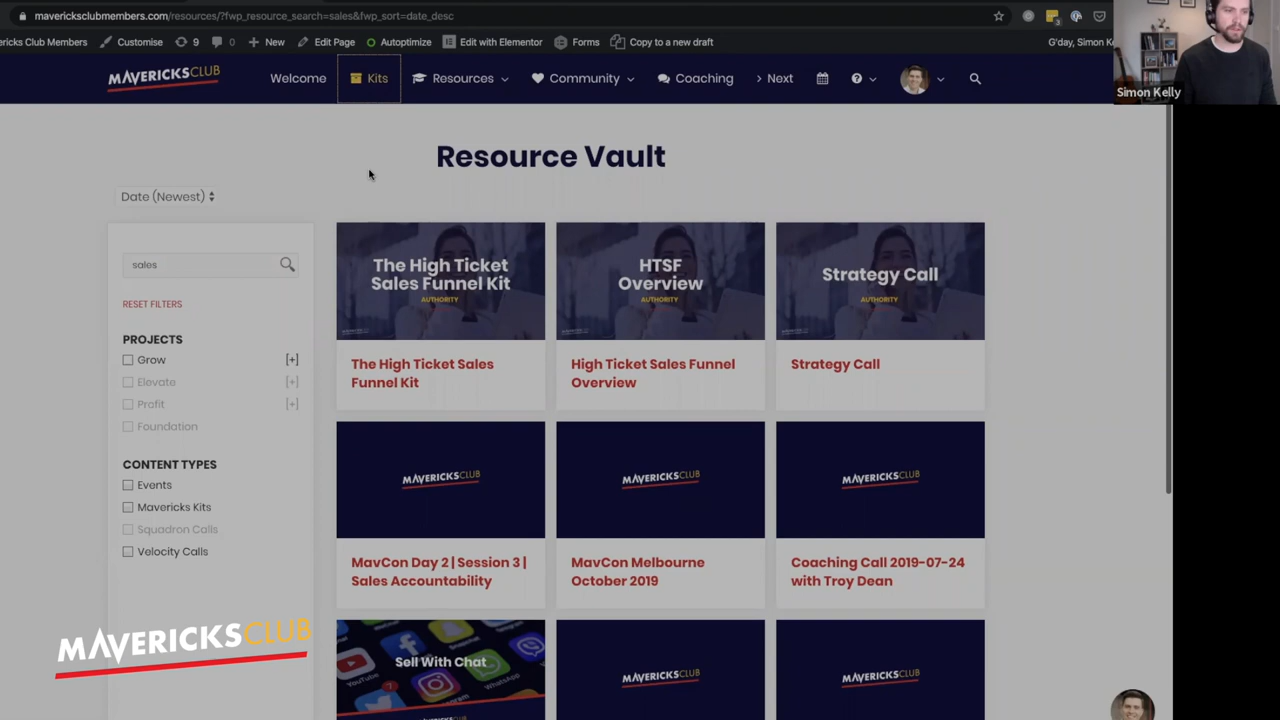 mavericksclubmembers.com/resources/?fwp_resource_search=sales&fwp_sort=date_desc
ericks Club Members Customise 9 0 + New Edit Page Autoptimize Edit with Elementor Forms Copy to a new draft G'day, Simon Ke
MAVERICKSCLUB Welcome Kits Resources Community Coaching > Next
Simon Kelly
Resource Vault
Date (Newest)
sales
RESET FILTERS
PROJECTS
Grow [+]
Elevate [+]
Profit [+]
Foundation
CONTENT TYPES
Events
Mavericks Kits
Squadron Calls
Velocity Calls
The High Ticket
Sales Funnel Kit
AUTHORITY
The High Ticket Sales
Funnel Kit
HTSF
Overview
AUTHORITY
High Ticket Sales Funnel
Overview
Strategy Call
AUTHORITY
Strategy Call
MAVERICKSCLUB
MavCon Day 2 | Session 3 |
Sales Accountability
MAVERICKSCLUB
MavCon Melbourne
October 2019
MAVERICKSCLUB
Coaching Call 2019-07-24
with Troy Dean
Sell With Chat
YouTube
Instagram
WhatsApp
Twitter
MAVERICKSCLUB
MAVERICKSCLUB
MAVERICKSCLUB